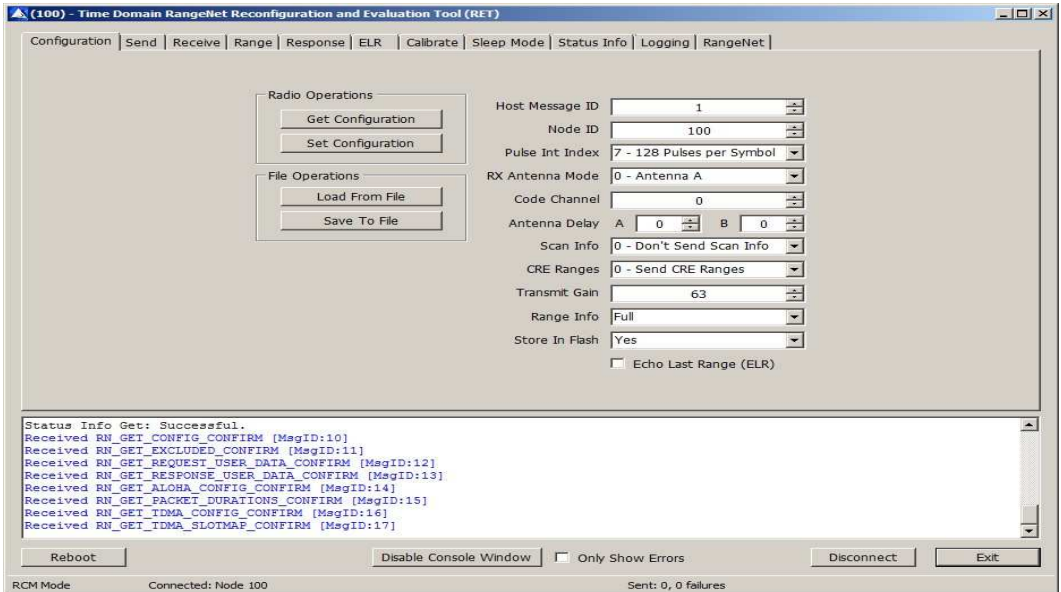 (100) - Time Domain RangeNet Reconfiguration and Evaluation Tool (RET)
Configuration Send Receive Range Response ELR Calibrate Sleep Mode Status Info Logging RangeNet
Radio Operations
Get Configuration
Set Configuration
File Operations
Load From File
Save To File
Host Message ID 1
Node ID 100
Pulse Int Index 7 - 128 Pulses per Symbol
RX Antenna Mode 0 - Antenna A
Code Channel 0
Antenna Delay A 0 B 0
Scan Info 0 - Don't Send Scan Info
CRE Ranges 0 - Send CRE Ranges
Transmit Gain 63
Range Info Full
Store In Flash Yes
Echo Last Range (ELR)
Status Info Get: Successful.
Received RN_GET_CONFIG_CONFIRM [MsgID:10]
Received RN_GET_EXCLUDED_CONFIRM [MsgID:11]
Received RN_GET_REQUEST_USER_DATA_CONFIRM [MsgID:12]
Received RN_GET_RESPONSE_USER_DATA_CONFIRM [MsgID:13]
Received RN_GET_ALOHA_CONFIG_CONFIRM [MsgID:14]
Received RN_GET_PACKET_DURATIONS_CONFIRM [MsgID:15]
Received RN_GET_TDMA_CONFIG_CONFIRM [MsgID:16]
Received RN_GET_TDMA_SLOTMAP_CONFIRM [MsgID:17]
Reboot Disable Console Window Only Show Errors Disconnect Exit
RCM Mode Connected: Node 100 Sent: 0, 0 failures